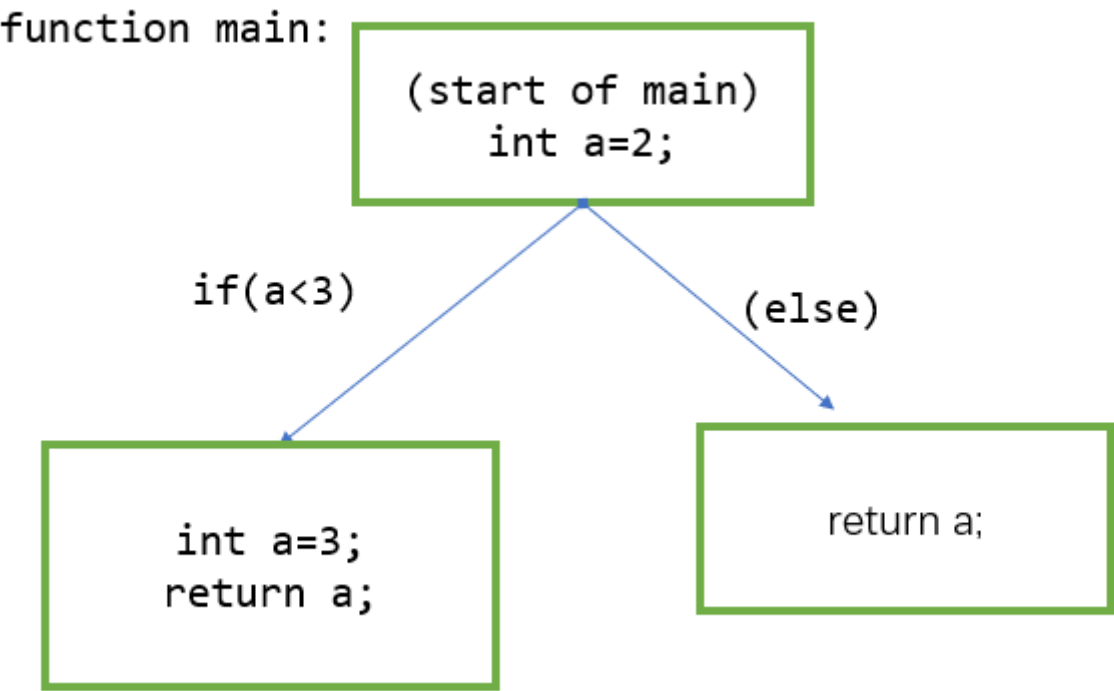 function main:
(start of main)
int a=2;
if(a<3)
(else)
int a=3;
return a;
return a;